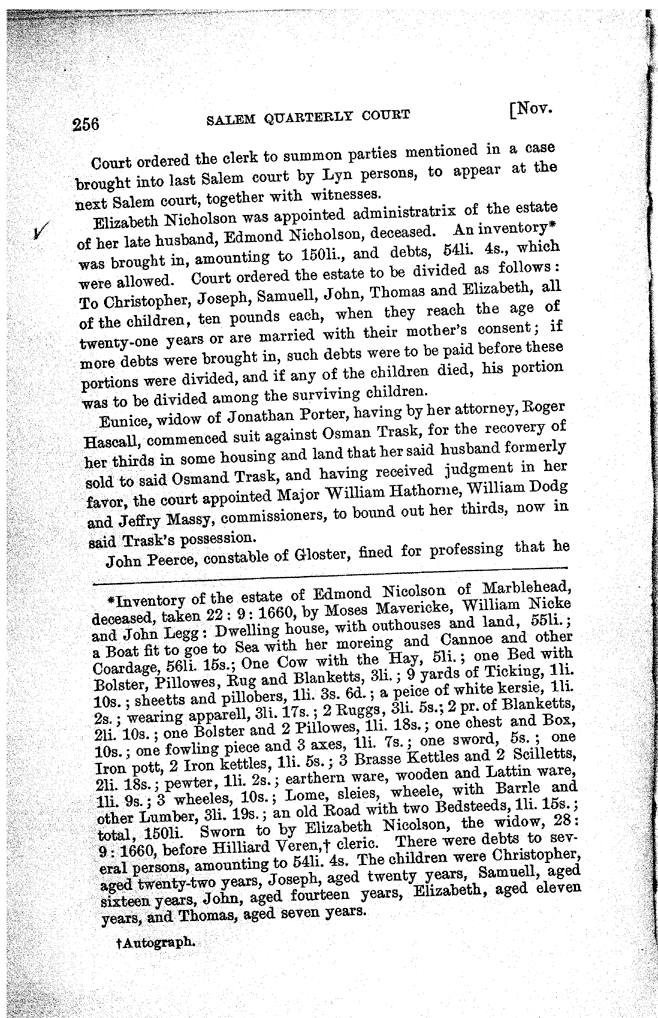 256 SALEM QUARTERLY COURT [Nov.
Court ordered the clerk to summon parties mentioned in a case
brought into last Salem court by Lyn persons, to appear at the
next Salem court, together with witnesses.
Elizabeth Nicholson was appointed administratrix of the estate
of her late husband, Edmond Nicholson, deceased. An inventory*
was brought in, amounting to 150li., and debts, 54li. 4s., which
were allowed. Court ordered the estate to be divided as follows:
To Christopher, Joseph, Samuell, John, Thomas and Elizabeth, all
of the children, ten pounds each, when they reach the age of
twenty-one years or are married with their mother's consent; if
more debts were brought in, such debts were to be paid before these
portions were divided, and if any of the children died, his portion
was to be divided among the surviving children.
Eunice, widow of Jonathan Porter, having by her attorney, Roger
Hascall, commenced suit against Osman Trask, for the recovery of
her thirds in some housing and land that her said husband formerly
sold to said Osmand Trask, and having received judgment in her
favor, the court appointed Major William Hathorne, William Dodg
and Jeffry Massy, commissioners, to bound out her thirds, now in
said Trask's possession.
John Peerce, constable of Gloster, fined for professing that he
*Inventory of the estate of Edmond Nicolson of Marblehead,
deceased, taken 22: 9: 1660, by Moses Mavericke, William Nicke
and John Legg: Dwelling house, with outhouses and land, 55li.;
a Boat fit to goe to Sea with her moreing and Cannoe and other
Coardage, 56li. 15s.; One Cow with the Hay, 5li.; one Bed with
Bolster, Pillowes, Rug and Blanketts, 3li.; 9 yards of Ticking, 1li.
10s.; sheetts and pillobers, 1li. 3s. 6d.; a peice of white kersie, 1li.
2s.; wearing apparell, 3li. 17s.; 2 Ruggs, 3li. 5s.; 2 pr. of Blanketts,
2li. 10s.; one Bolster and 2 Pillowes, 1li. 18s.; one chest and Box,
10s.; one fowling piece and 3 axes, 1li. 7s.; one sword, 5s.; one
Iron pott, 2 Iron kettles, 1li. 5s.; 3 Brasse Kettles and 2 Scilletts,
2li. 18s.; pewter, 1li. 2s.; earthern ware, wooden and Lattin ware,
1li. 9s.; 3 wheeles, 10s.; Lome, sleies, wheele, with Barrle and
other Lumber, 3li. 19s.; an old Road with two Bedsteeds, 1li. 15s.;
total, 150li. Sworn to by Elizabeth Nicolson, the widow, 28:
9: 1660, before Hilliard Veren,† cleric. There were debts to sev-
eral persons, amounting to 54li. 4s. The children were Christopher,
aged twenty-two years, Joseph, aged twenty years, Samuell, aged
sixteen years, John, aged fourteen years, Elizabeth, aged eleven
years, and Thomas, aged seven years.
†Autograph.